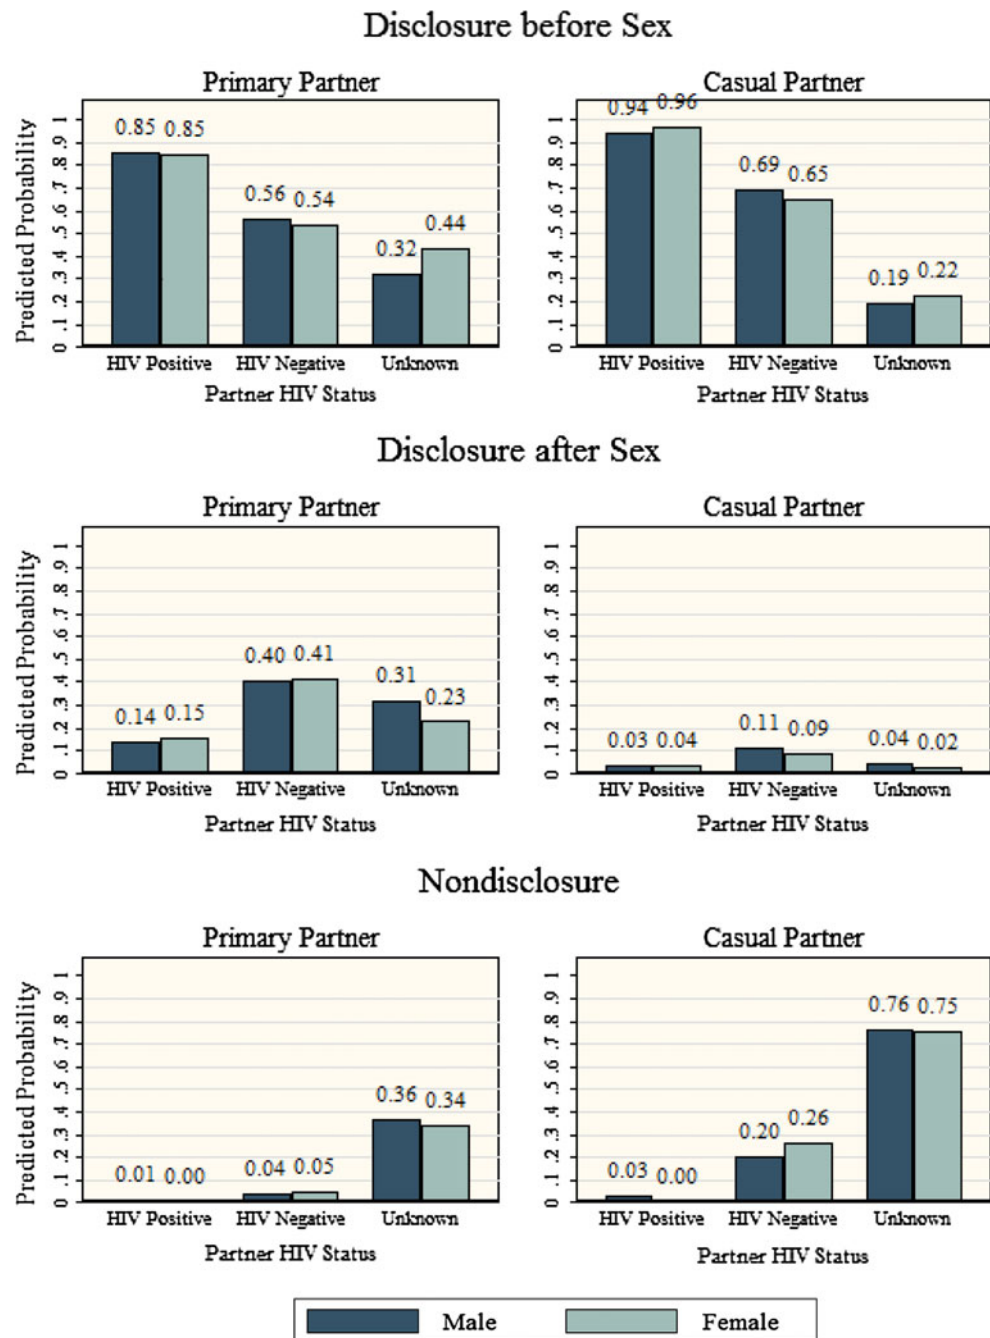 Disclosure before Sex
Primary Partner
Predicted Probability
0 .1 .2 .3 .4 .5 .6 .7 .8 .9 1
0.85 0.85
0.56 0.54
0.32 0.44
HIV Positive HIV Negative Unknown
Partner HIV Status
Casual Partner
0 .1 .2 .3 .4 .5 .6 .7 .8 .9 1
0.94 0.96
0.69 0.65
0.19 0.22
HIV Positive HIV Negative Unknown
Partner HIV Status
Disclosure after Sex
Primary Partner
Predicted Probability
0 .1 .2 .3 .4 .5 .6 .7 .8 .9 1
0.14 0.15
0.40 0.41
0.31 0.23
HIV Positive HIV Negative Unknown
Partner HIV Status
Casual Partner
0 .1 .2 .3 .4 .5 .6 .7 .8 .9 1
0.03 0.04
0.11 0.09
0.04 0.02
HIV Positive HIV Negative Unknown
Partner HIV Status
Nondisclosure
Primary Partner
Predicted Probability
0 .1 .2 .3 .4 .5 .6 .7 .8 .9 1
0.01 0.00
0.04 0.05
0.36 0.34
HIV Positive HIV Negative Unknown
Partner HIV Status
Casual Partner
0 .1 .2 .3 .4 .5 .6 .7 .8 .9 1
0.03 0.00
0.20 0.26
0.76 0.75
HIV Positive HIV Negative Unknown
Partner HIV Status
Male Female